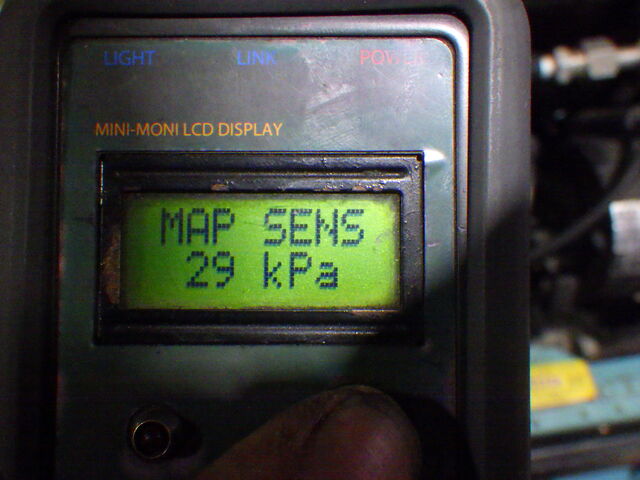 LIGHT LINK POWER
MINI-MONI LCD DISPLAY
MAP SENS
29 kPa